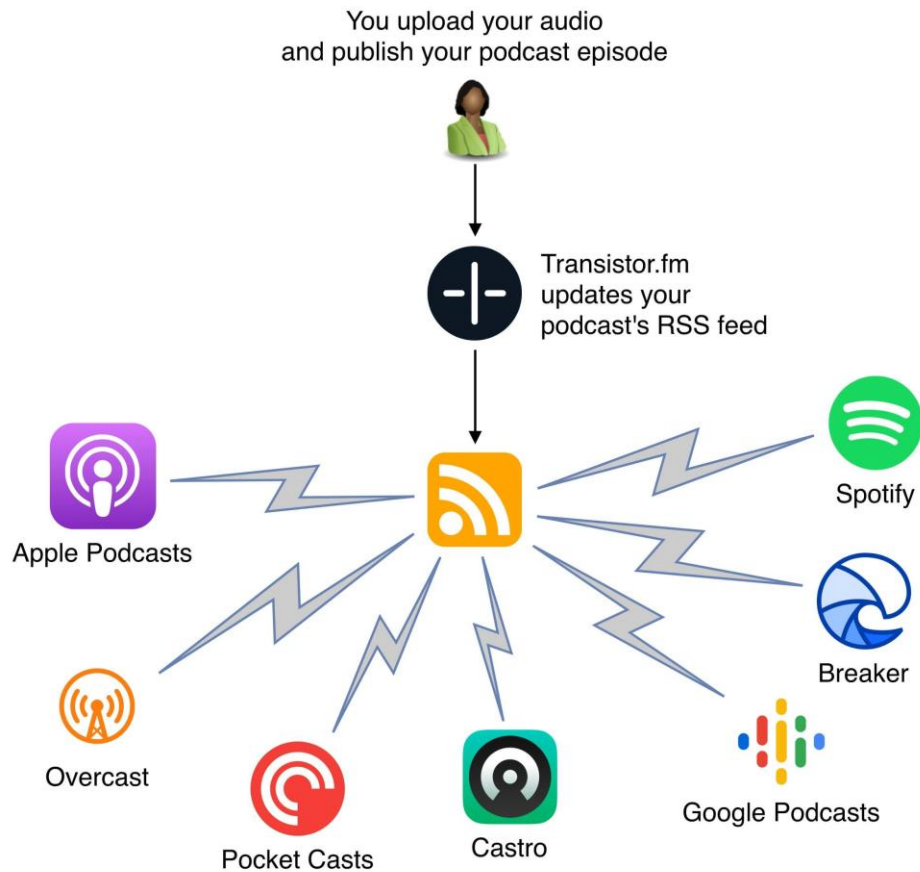 You upload your audio
and publish your podcast episode
Transistor.fm
updates your
podcast's RSS feed
Spotify
Apple Podcasts
Breaker
Overcast
Google Podcasts
Castro
Pocket Casts